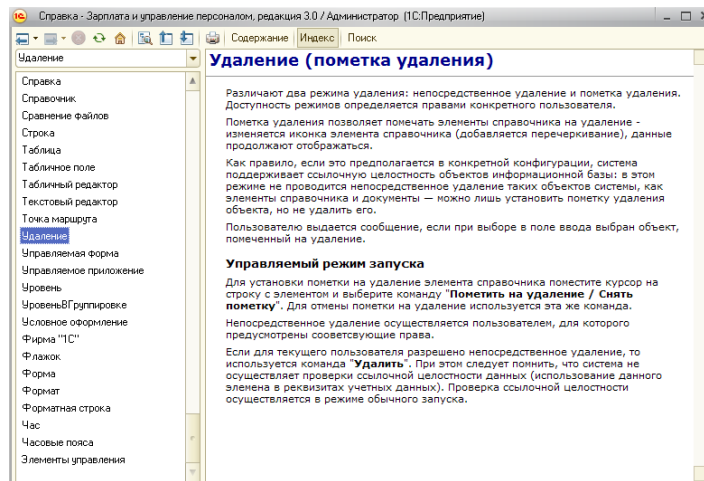 Справка - Зарплата и управление персоналом, редакция 3.0 / Администратор (1С:Предприятие)
Содержание Индекс Поиск
Удаление
Справка
Справочник
Сравнение файлов
Строка
Таблица
Табличное поле
Табличный редактор
Текстовый редактор
Точка маршрута
Удаление
Управляемая форма
Управляемое приложение
Уровень
УровеньВГруппировке
Условное оформление
Фирма "1С"
Флажок
Форма
Формат
Форматная строка
Час
Часовые пояса
Элементы управления
Удаление (пометка удаления)
Различают два режима удаления: непосредственное удаление и пометка удаления.
Доступность режимов определяется правами конкретного пользователя.
Пометка удаления позволяет помечать элементы справочника на удаление -
изменяется иконка элемента справочника (добавляется перечеркивание), данные
продолжают отображаться.
Как правило, если это предполагается в конкретной конфигурации, система
поддерживает ссылочную целостность объектов информационной базы: в этом
режиме не проводится непосредственное удаление таких объектов системы, как
элементы справочника и документы — можно лишь установить пометку удаления
объекта, но не удалить его.
Пользователю выдается сообщение, если при выборе в поле ввода выбран объект,
помеченный на удаление.
Управляемый режим запуска
Для установки пометки на удаление элемента справочника поместите курсор на
строку с элементом и выберите команду "Пометить на удаление / Снять
пометку". Для отмены пометки на удаление используется эта же команда.
Непосредственное удаление осуществляется пользователем, для которого
предусмотрены сооветсвующие права.
Если для текущего пользователя разрешено непосредственное удаление, то
используется команда "Удалить". При этом следует помнить, что система не
осуществляет проверки ссылочной целостности данных (использование данного
элемена в реквизитах учетных данных). Проверка ссылочной целостности
осуществляется в режиме обычного запуска.